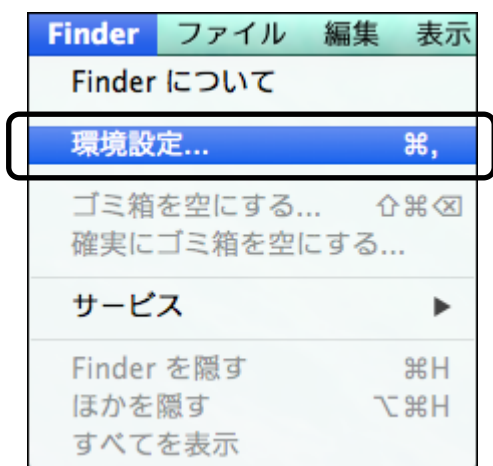 Finder ファイル 編集 表示
Finder について
環境設定... ⌘,
ゴミ箱を空にする... ⇧⌘⌫
確実にゴミ箱を空にする...
サービス ▶
Finder を隠す ⌘H
ほかを隠す ⌥⌘H
すべてを表示